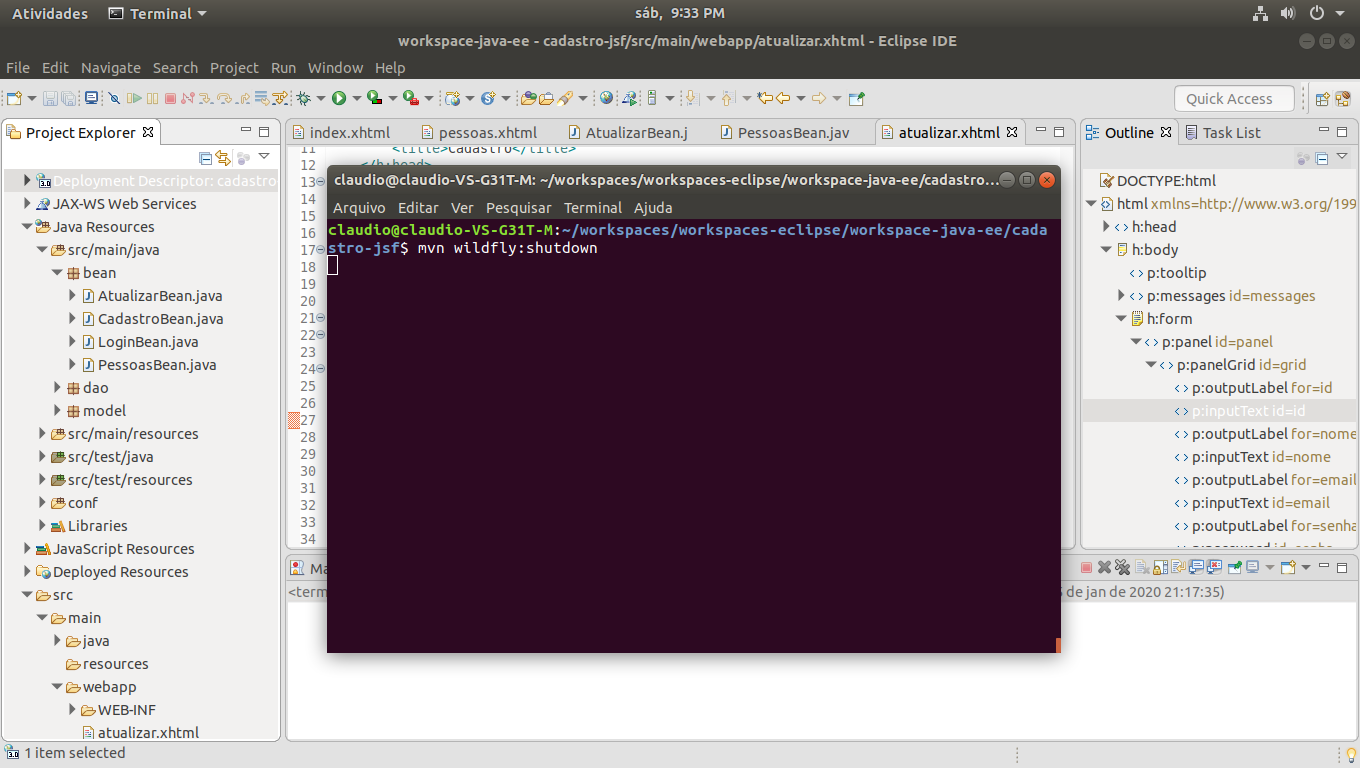 Atividades Terminal sáb, 9:33 PM
workspace-java-ee - cadastro-jsf/src/main/webapp/atualizar.xhtml - Eclipse IDE
File Edit Navigate Search Project Run Window Help
Quick Access
Project Explorer
Deployment Descriptor: cadastro
JAX-WS Web Services
Java Resources
src/main/java
bean
AtualizarBean.java
CadastroBean.java
LoginBean.java
PessoasBean.java
dao
model
src/main/resources
src/test/java
src/test/resources
conf
Libraries
JavaScript Resources
Deployed Resources
src
main
java
resources
webapp
WEB-INF
atualizar.xhtml
index.xhtml pessoas.xhtml AtualizarBean.j PessoasBean.jav atualizar.xhtml
11 <title>Cadastro</title>
12 </h:head>
13
14
15
16
17
18
19
20
21
22
23
24
25
26
27
28
29
30
31
32
33
34
claudio@claudio-VS-G31T-M: ~/workspaces/workspaces-eclipse/workspace-java-ee/cadastro...
Arquivo Editar Ver Pesquisar Terminal Ajuda
claudio@claudio-VS-G31T-M:~/workspaces/workspaces-eclipse/workspace-java-ee/cada
stro-jsf$ mvn wildfly:shutdown
Outline Task List
DOCTYPE:html
html xmlns=http://www.w3.org/199
h:head
h:body
p:tooltip
p:messages id=messages
h:form
p:panel id=panel
p:panelGrid id=grid
p:outputLabel for=id
p:inputText id=id
p:outputLabel for=nome
p:inputText id=nome
p:outputLabel for=email
p:inputText id=email
p:outputLabel for=senha
Ma
<term
de jan de 2020 21:17:35)
1 item selected